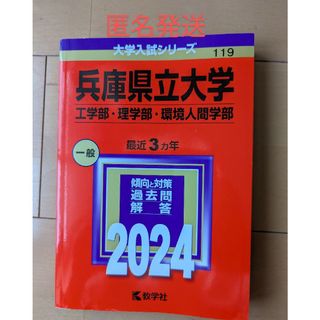 匿名発送
大学入試シリーズ
119
兵庫県立大学
工学部・理学部・環境人間学部
一般
最近3カ年
傾向と対策
過去問
解答
2024
教学社